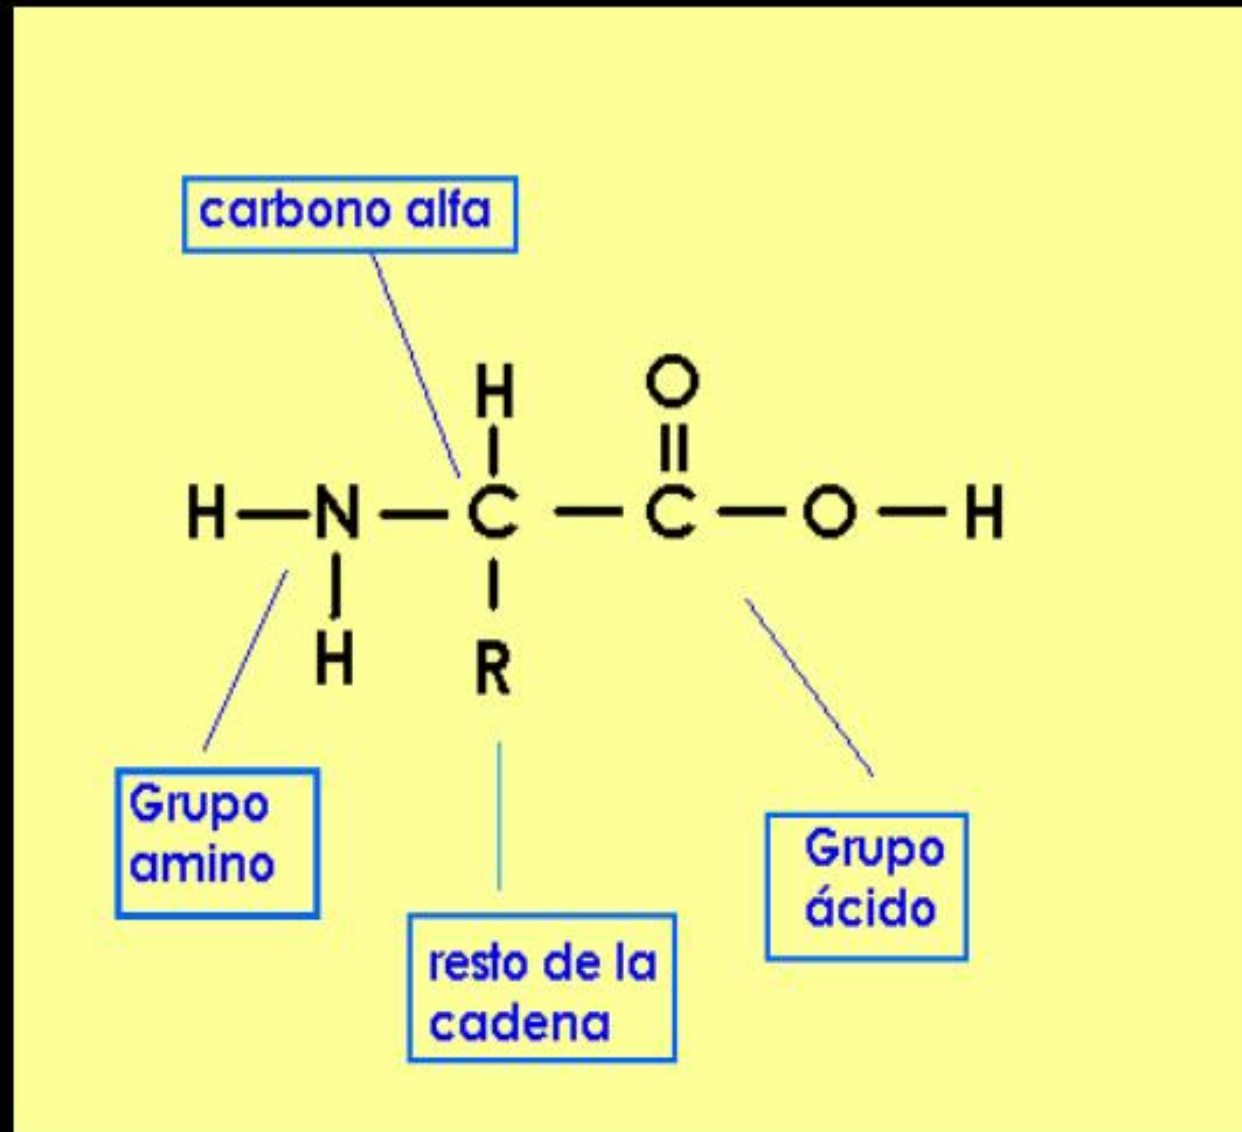 carbono alfa
H O
H N C C O H
H R
Grupo
amino
Grupo
ácido
resto de la
cadena